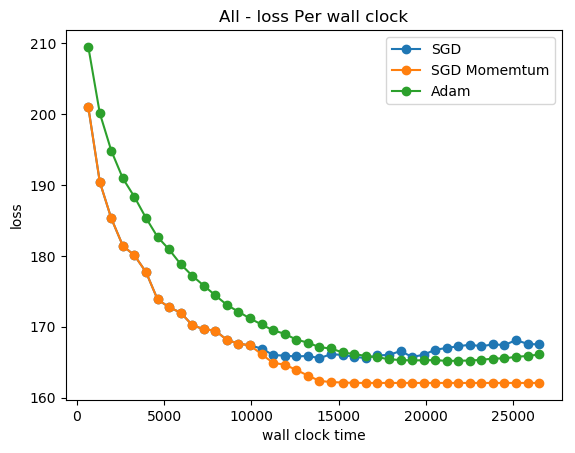 All - loss Per wall clock
SGD
SGD Momemtum
Adam
loss
210
200
190
180
170
160
0 5000 10000 15000 20000 25000
wall clock time